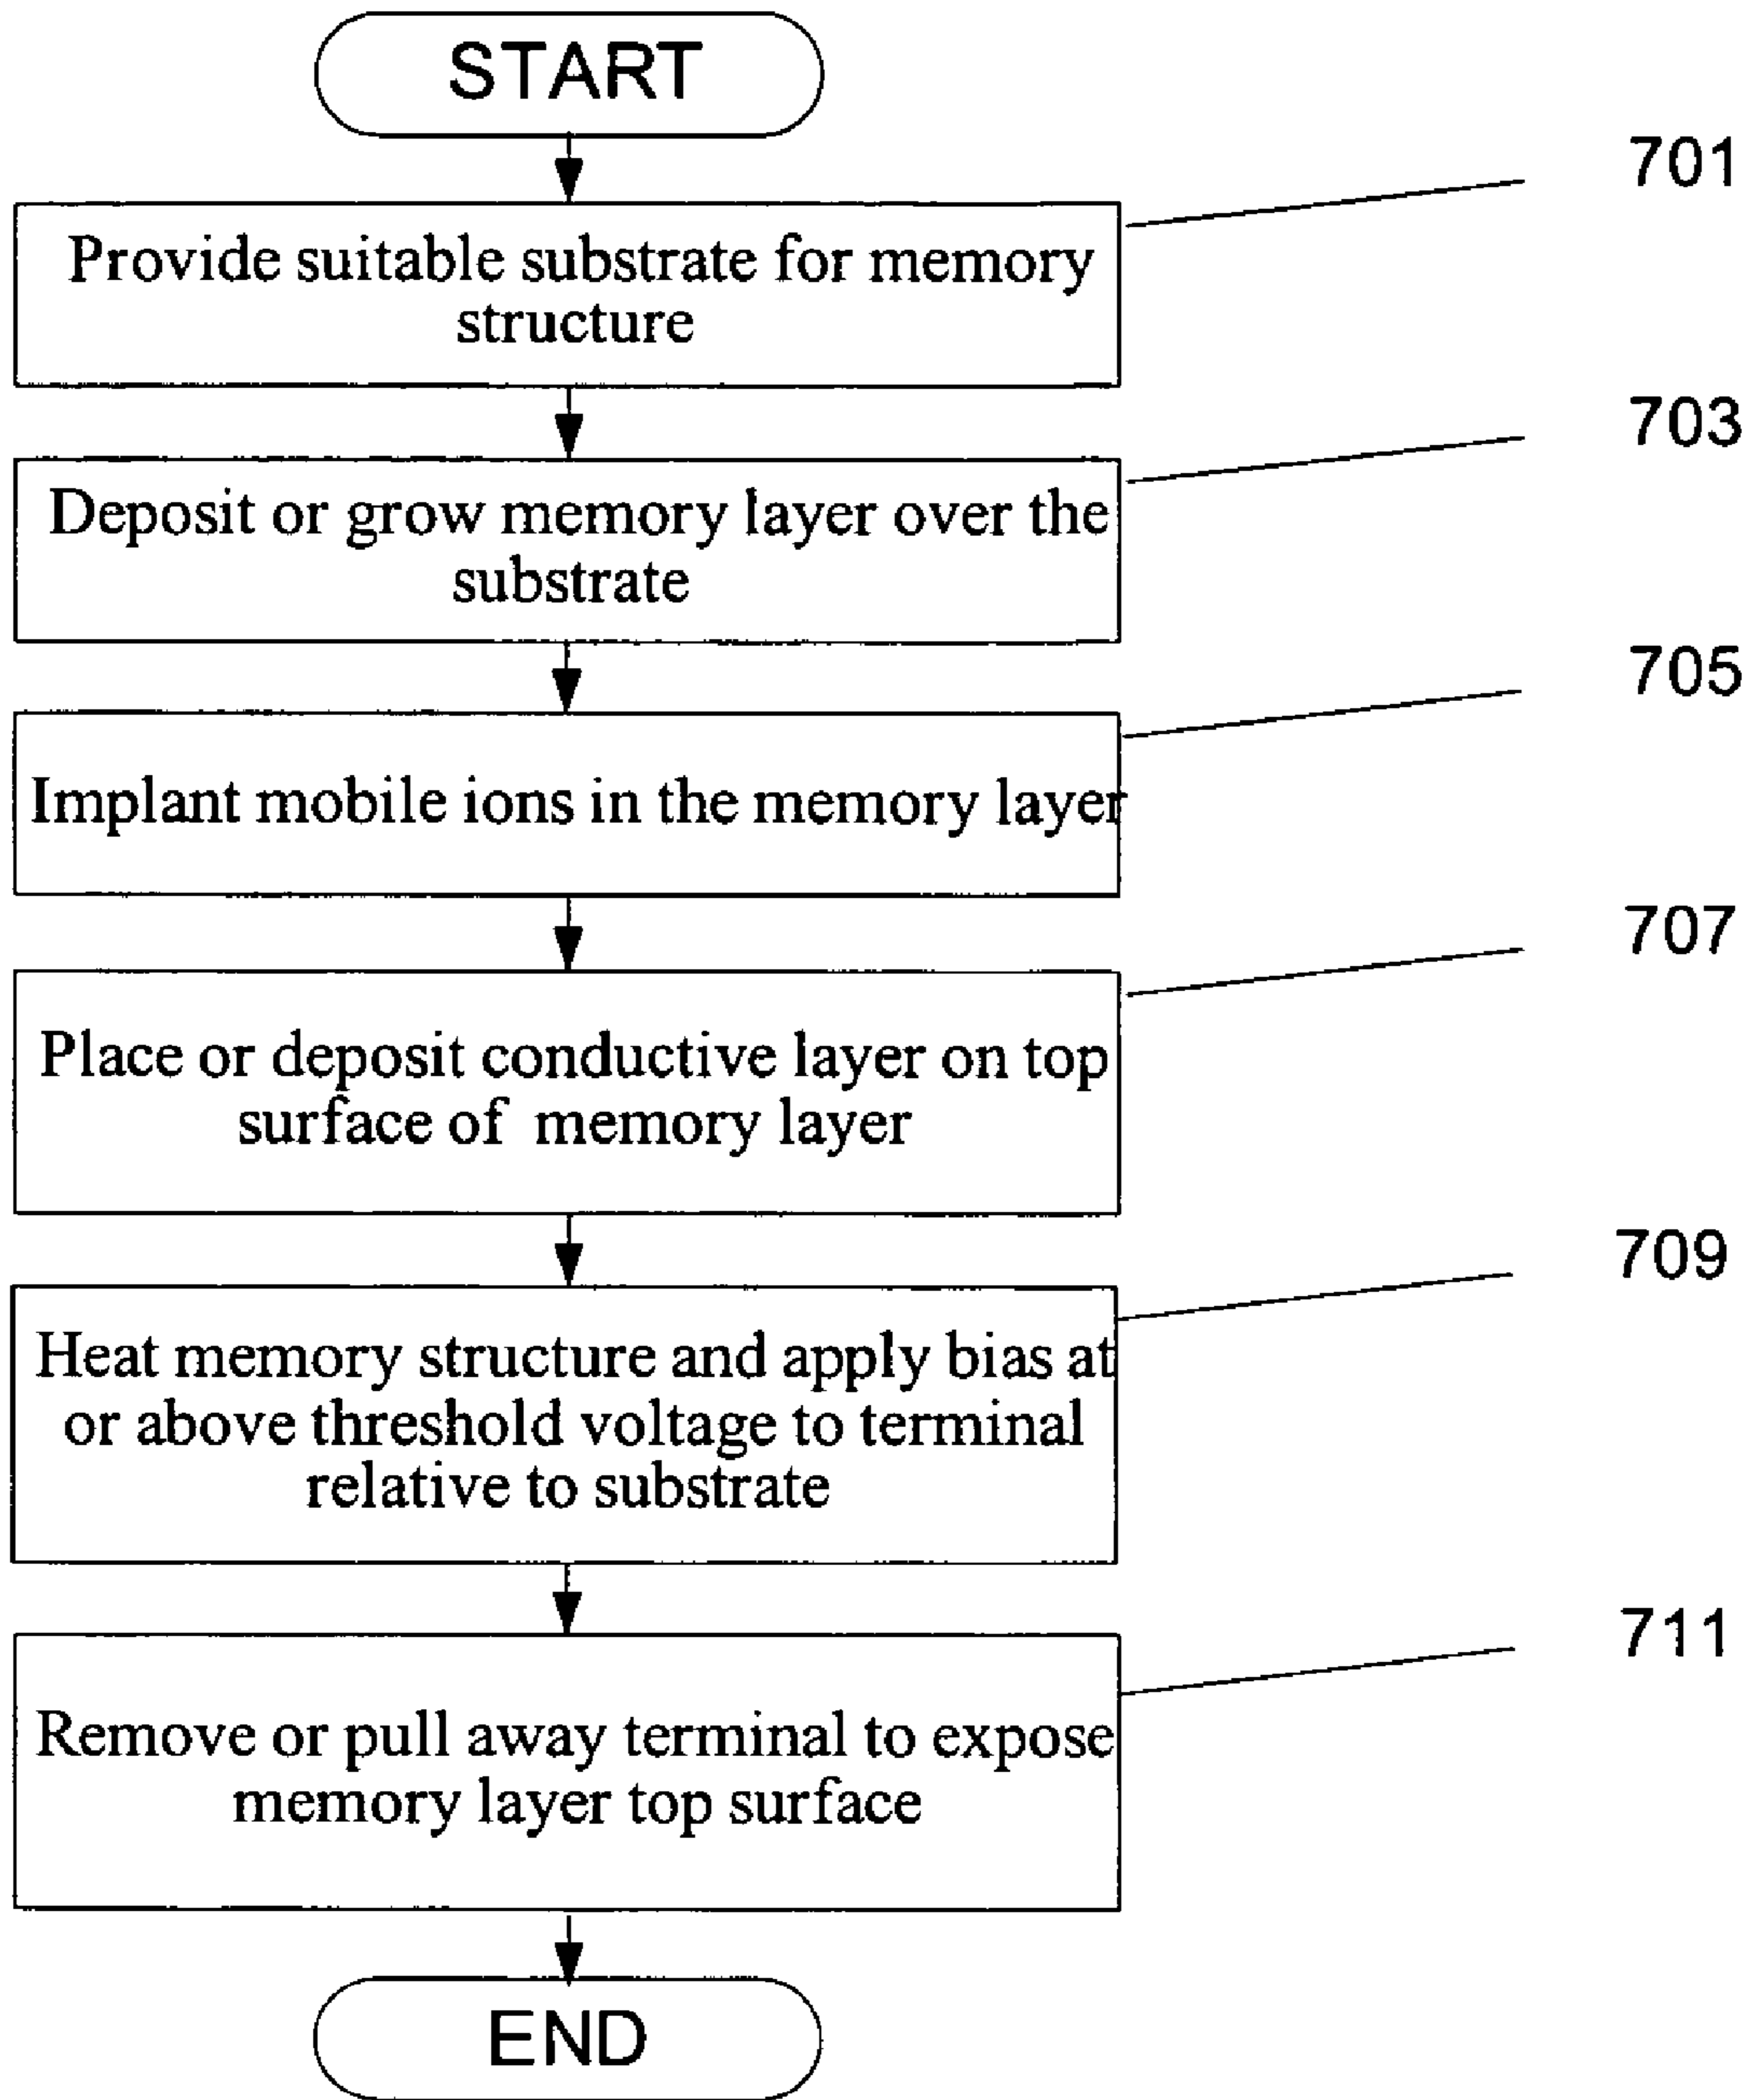 START
701
Provide suitable substrate for memory
structure
703
Deposit or grow memory layer over the
substrate
705
Implant mobile ions in the memory layer
707
Place or deposit conductive layer on top
surface of memory layer
709
Heat memory structure and apply bias at
or above threshold voltage to terminal
relative to substrate
711
Remove or pull away terminal to expose
memory layer top surface
END